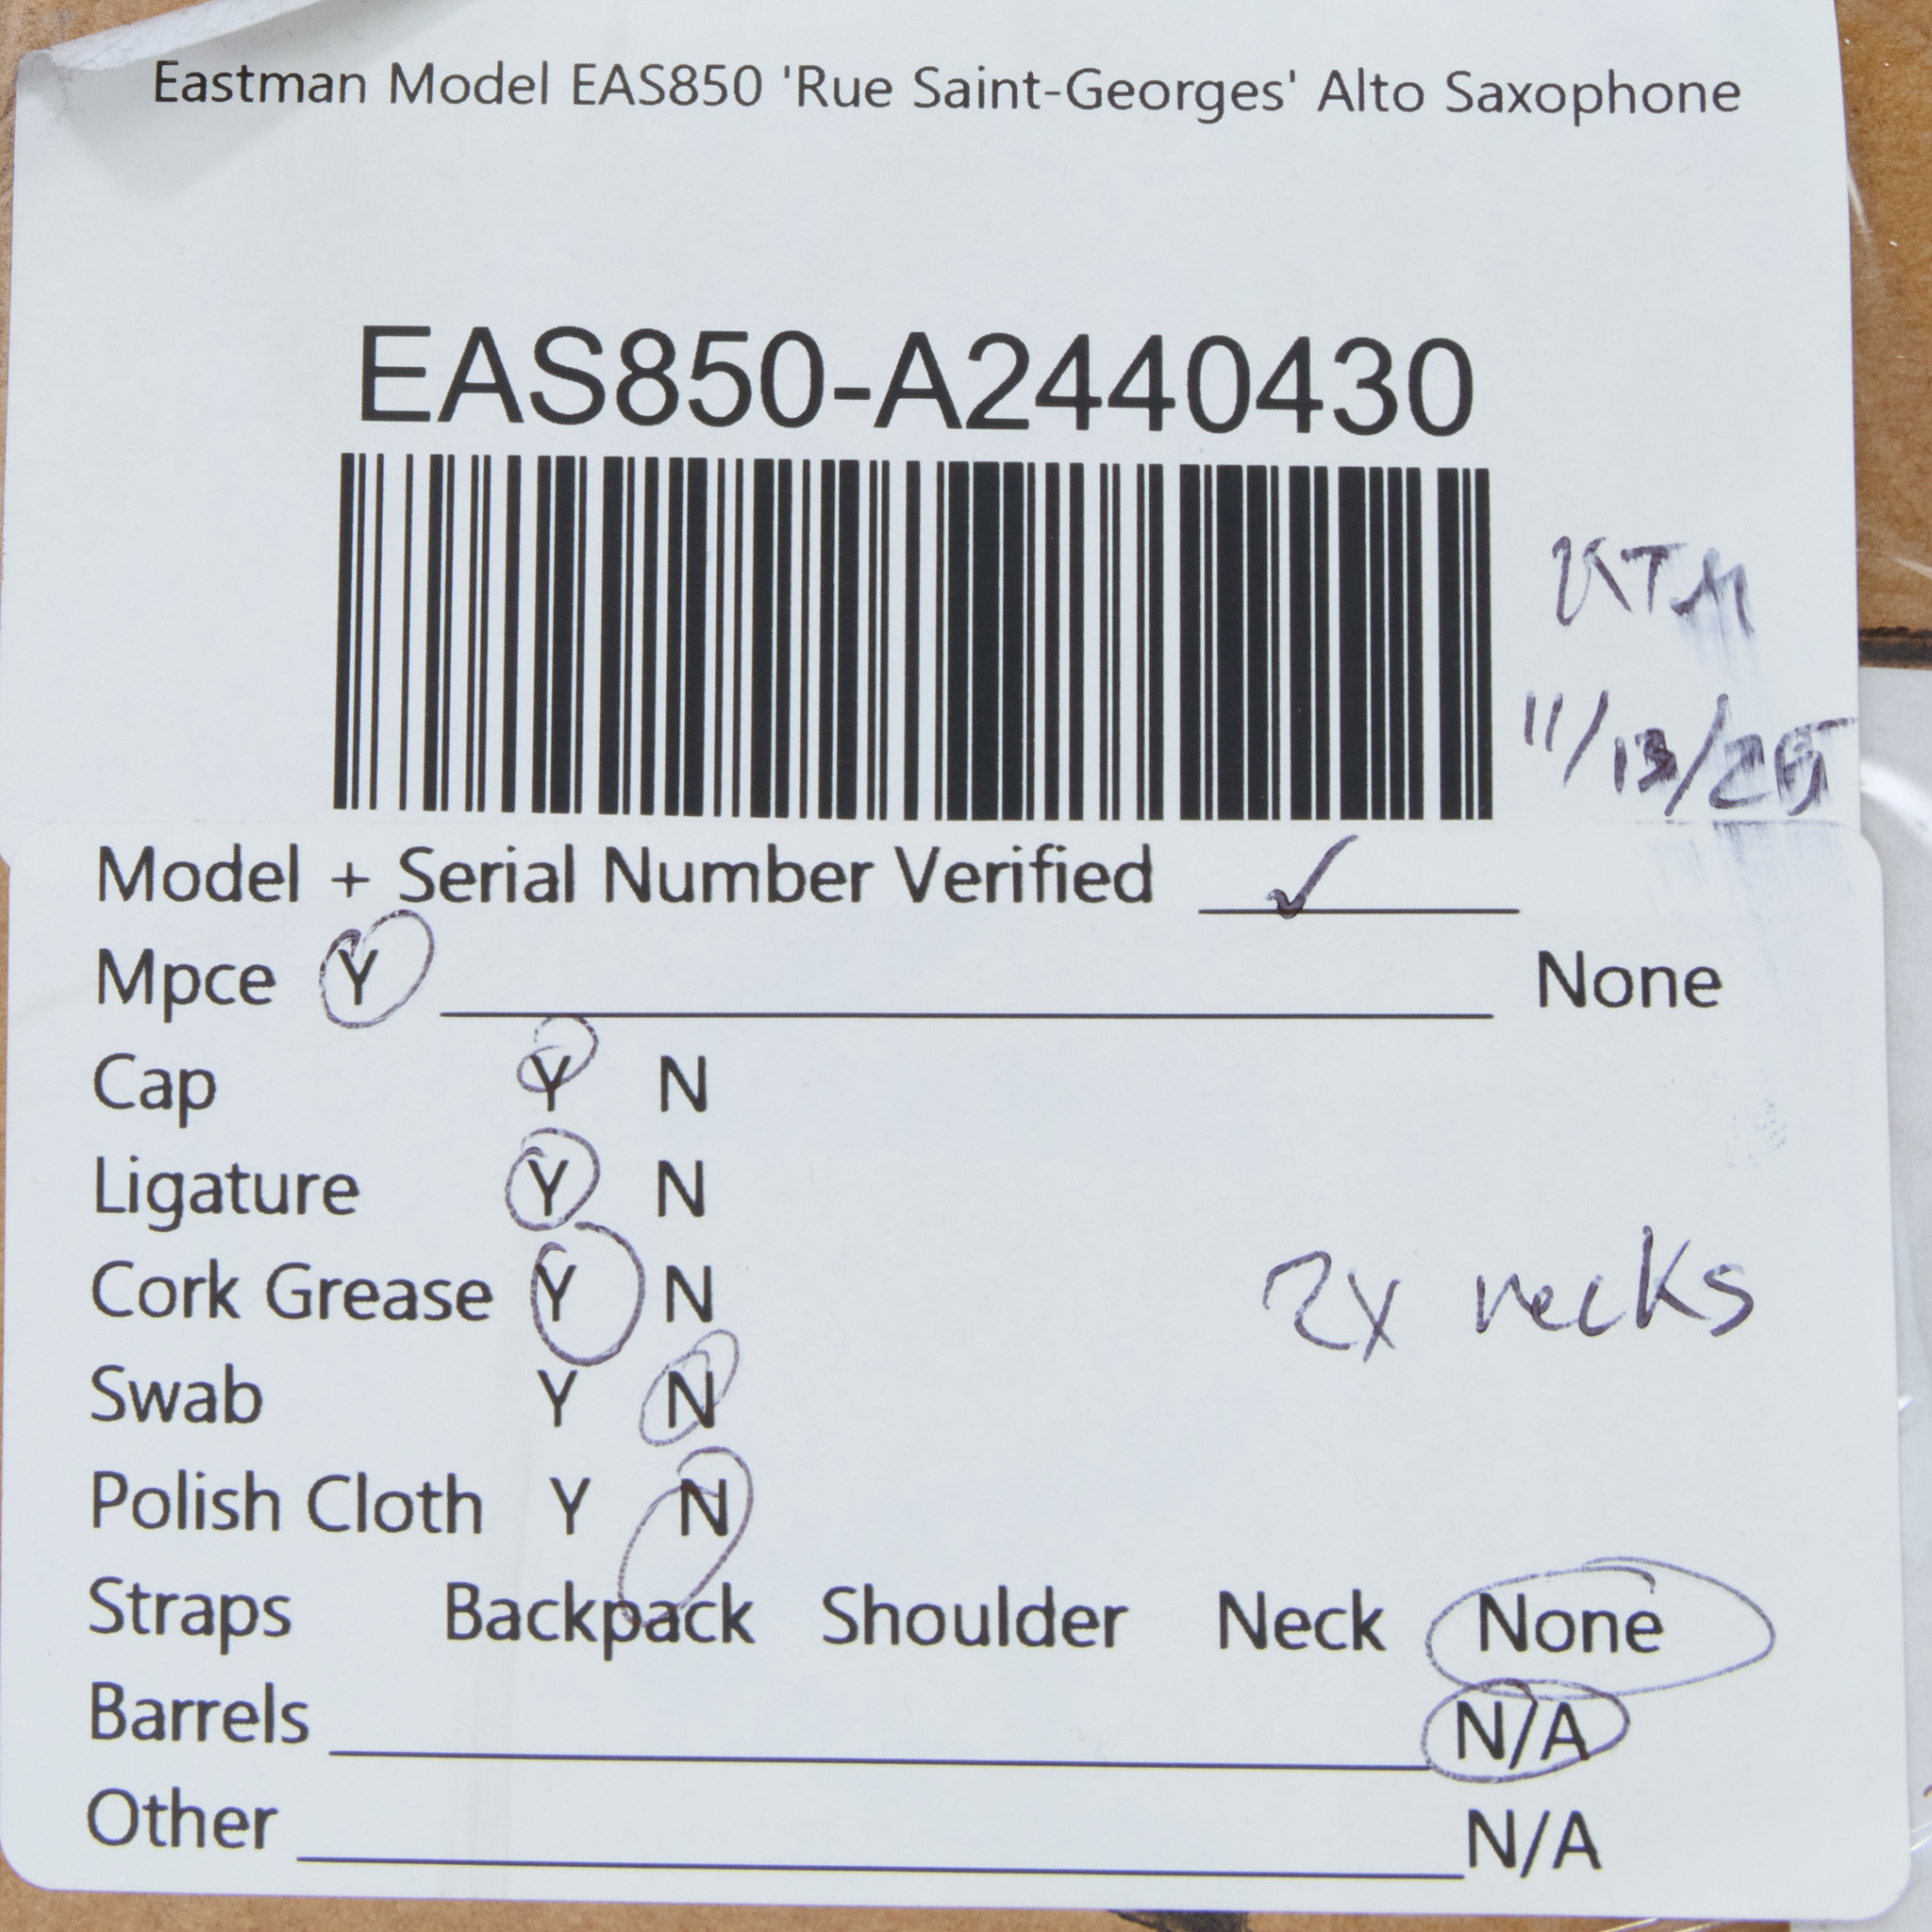 Eastman Model EAS850 'Rue Saint-Georges' Alto Saxophone
EAS850-A2440430
11/13/25
Model + Serial Number Verified ✓
Mpce Y None
Cap Y N
Ligature Y N
Cork Grease Y N
2x necks
Swab Y N
Polish Cloth Y N
Straps Backpack Shoulder Neck None
Barrels N/A
Other N/A